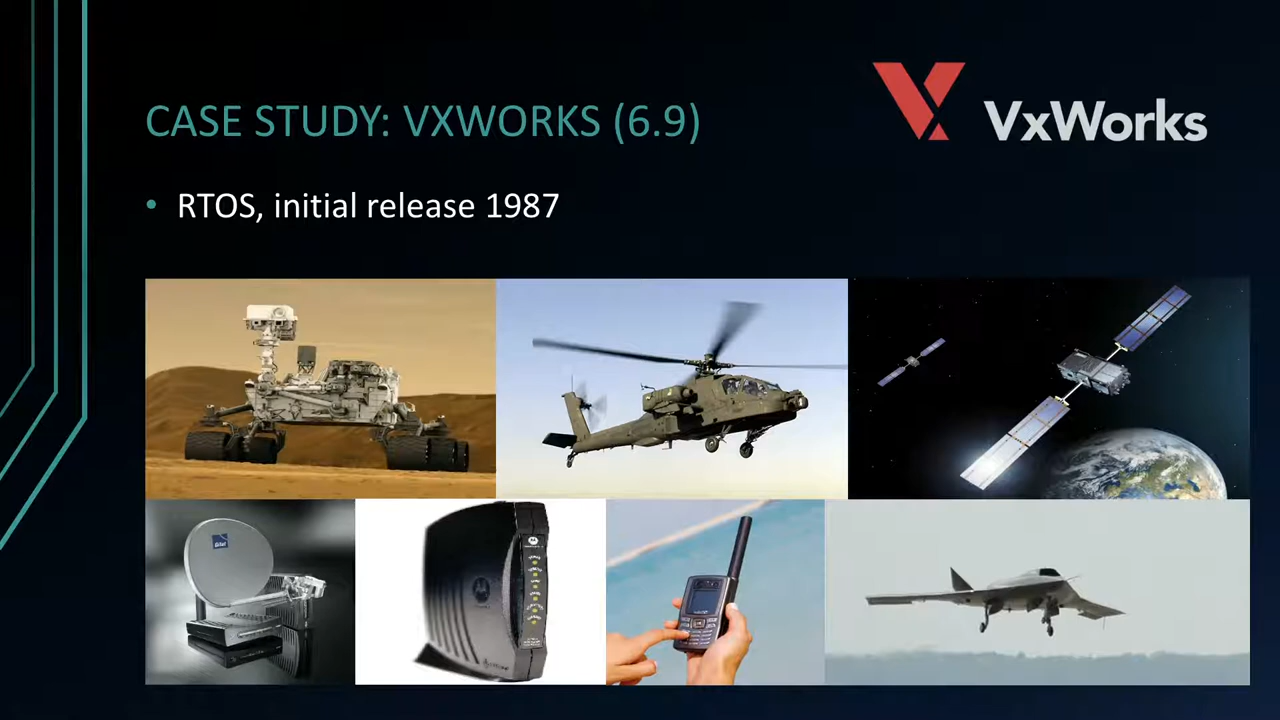 CASE STUDY: VXWORKS (6.9)
VxWorks
• RTOS, initial release 1987